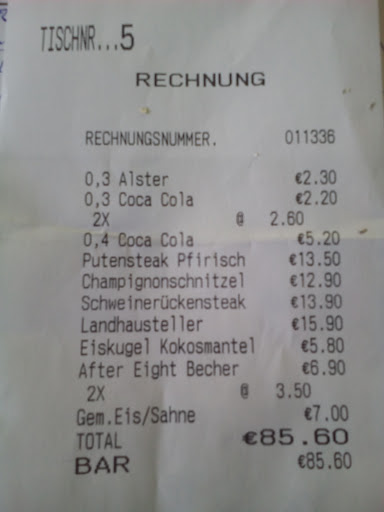 TISCHNR...5
RECHNUNG
RECHNUNGSNUMMER. 011336
0,3 Alster €2.30
0,3 Coca Cola €2.20
2X @ 2.60
0,4 Coca Cola €5.20
Putensteak Pfirisch €13.50
Champignonschnitzel €12.90
Schweinerückensteak €13.90
Landhausteller €15.90
Eiskugel Kokosmantel €5.80
After Eight Becher €6.90
2X @ 3.50
Gem.Eis/Sahne €7.00
TOTAL €85.60
BAR €85.60